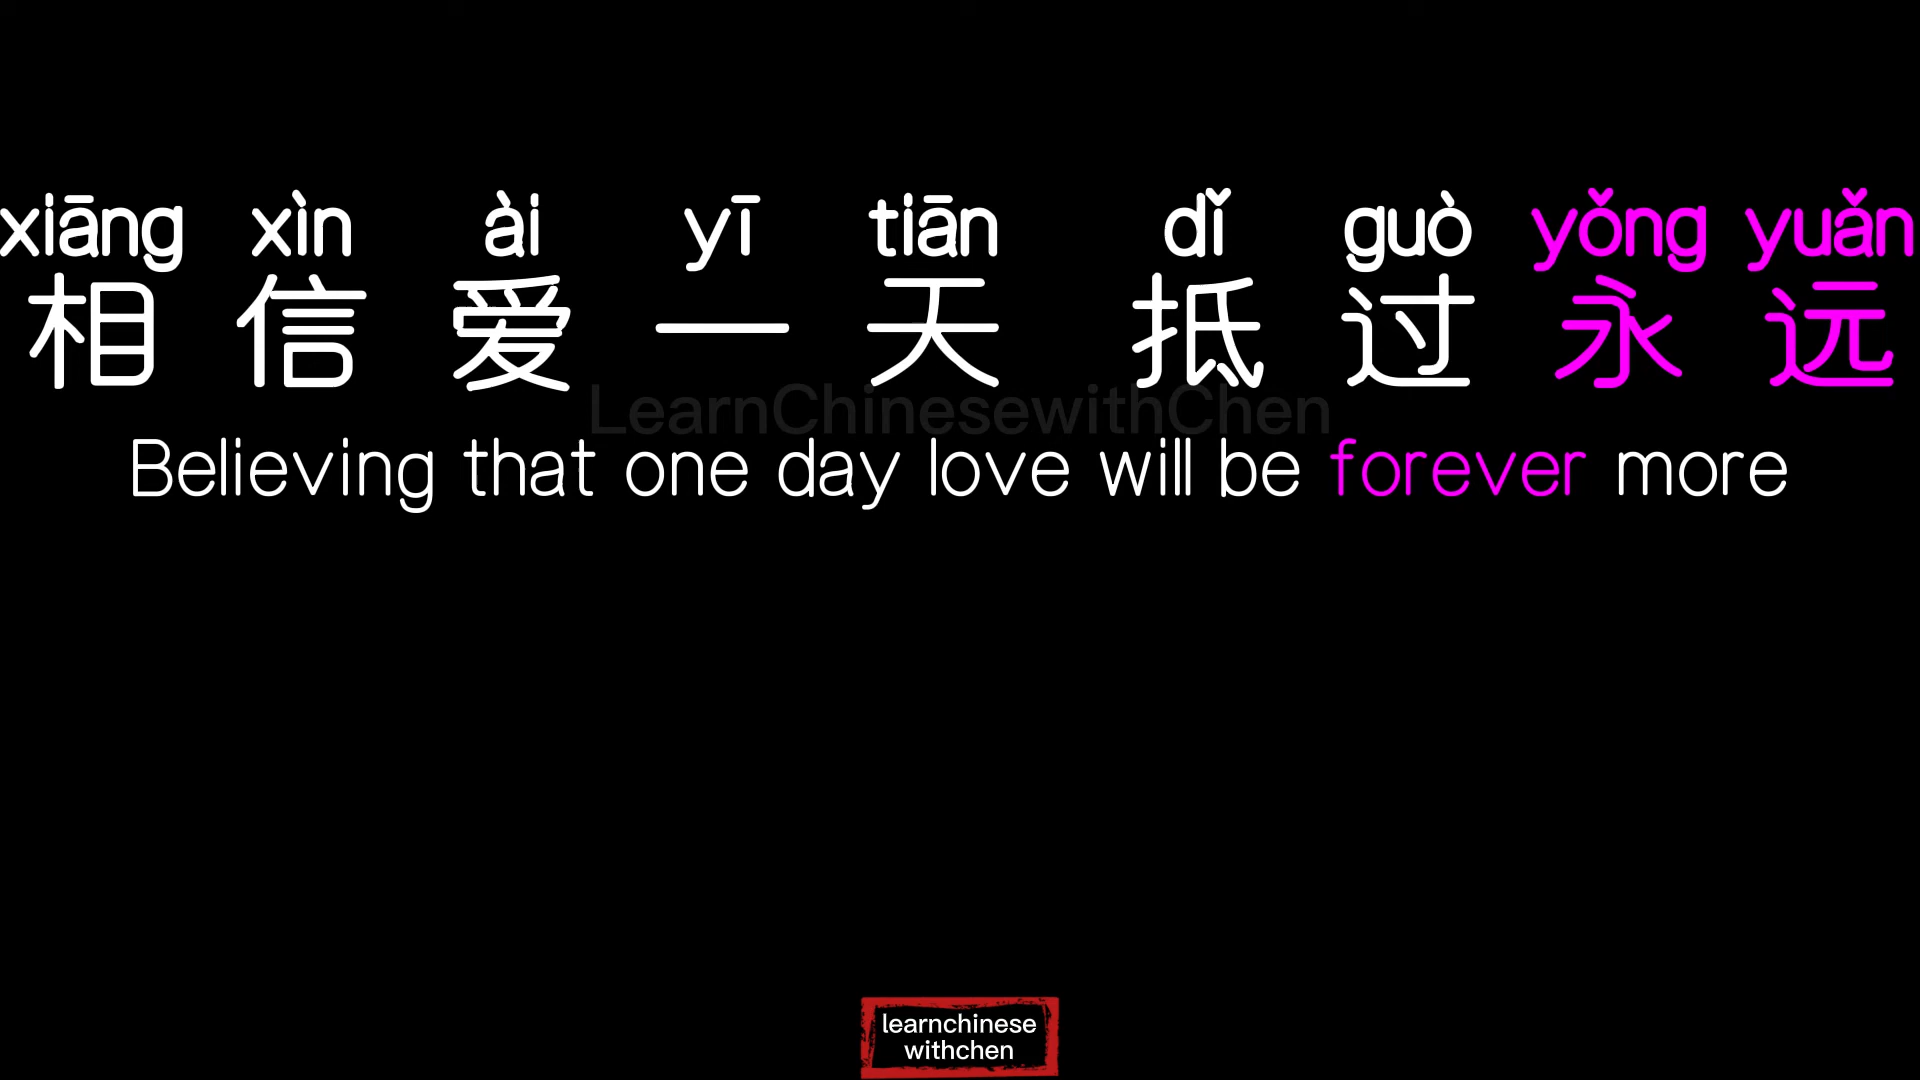 xiāng xìn ài yī tiān dǐ guò yǒng yuǎn
相信爱一天抵过永远
LearnChinesewithChen
Believing that one day love will be forever more
learnchinese
withchen